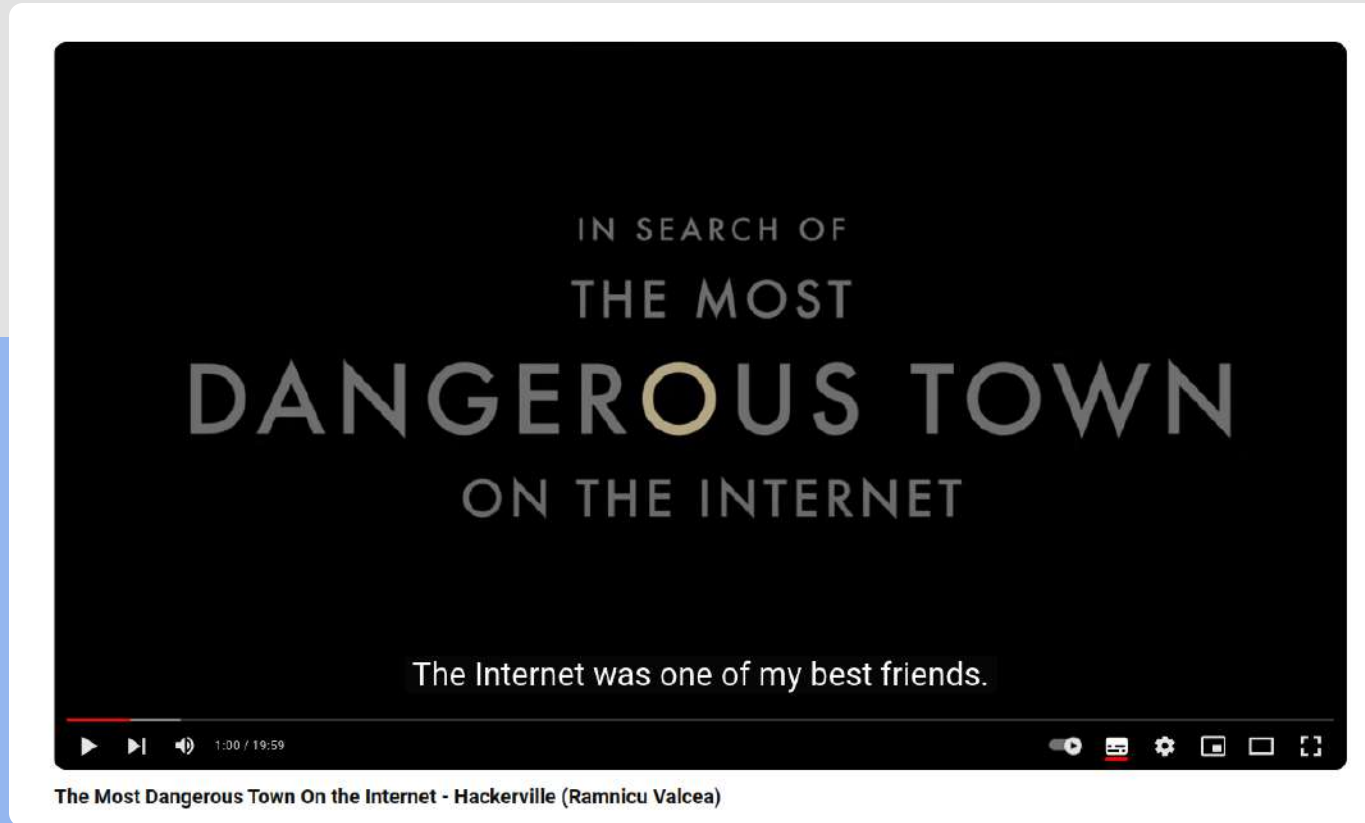 IN SEARCH OF
THE MOST
DANGEROUS TOWN
ON THE INTERNET
The Internet was one of my best friends.
1:00 / 19:59
The Most Dangerous Town On the Internet - Hackerville (Ramnicu Valcea)